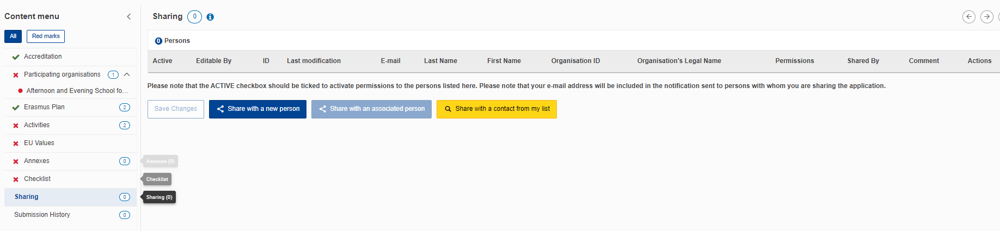 Content menu
All Red marks
Accreditation
Participating organisations 1
Afternoon and Evening School fo...
Erasmus Plan 2
Activities 2
EU Values
Annexes 0
Checklist
Sharing 0
Submission History 0
Annexes (0)
Checklist
Sharing (0)
Sharing 0
0 Persons
Active Editable By ID Last modification E-mail Last Name First Name Organisation ID Organisation's Legal Name Permissions Shared By Comment Actions
Please note that the ACTIVE checkbox should be ticked to activate permissions to the persons listed here. Please note that your e-mail address will be included in the notification sent to persons with whom you are sharing the application.
Save Changes Share with a new person Share with an associated person Share with a contact from my list